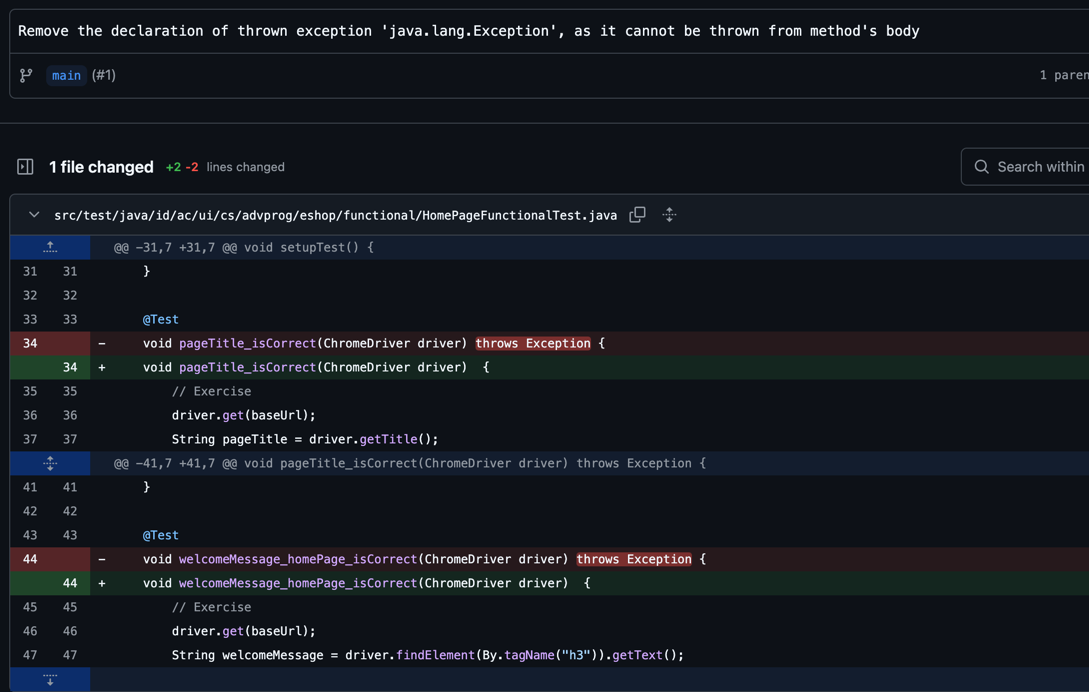 Remove the declaration of thrown exception 'java.lang.Exception', as it cannot be thrown from method's body
main (#1) 1 paren
1 file changed +2 -2 lines changed Search within
src/test/java/id/ac/ui/cs/advprog/eshop/functional/HomePageFunctionalTest.java
@@ -31,7 +31,7 @@ void setupTest() {
31 31 }
32 32
33 33 @Test
34 - void pageTitle_isCorrect(ChromeDriver driver) throws Exception {
34 + void pageTitle_isCorrect(ChromeDriver driver)  {
35 35 // Exercise
36 36 driver.get(baseUrl);
37 37 String pageTitle = driver.getTitle();
@@ -41,7 +41,7 @@ void pageTitle_isCorrect(ChromeDriver driver) throws Exception {
41 41 }
42 42
43 43 @Test
44 - void welcomeMessage_homePage_isCorrect(ChromeDriver driver) throws Exception {
44 + void welcomeMessage_homePage_isCorrect(ChromeDriver driver)  {
45 45 // Exercise
46 46 driver.get(baseUrl);
47 47 String welcomeMessage = driver.findElement(By.tagName("h3")).getText();